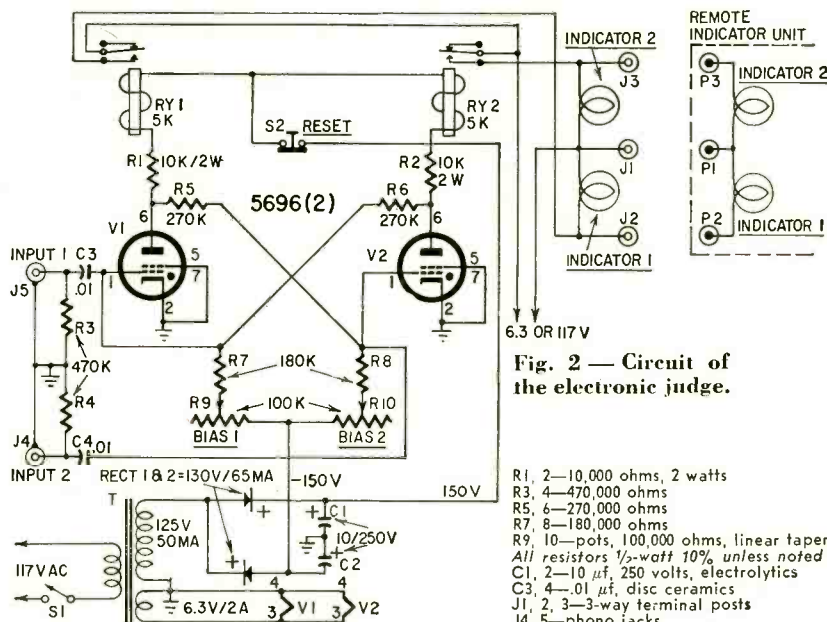 REMOTE
INDICATOR UNIT
INDICATOR 2
J3
P3
INDICATOR 2
RY1
5K
RY2
5K
S2
RESET
R1
10K/2W
R2
10K
2W
J1
P1
R5
270K
5696(2)
R6
270K
V1
6
V2
6
J2
P2
INDICATOR 1
INDICATOR 1
INPUT 1
C3
.01
1
5
7
2
1
5
7
2
J5
R3
470K
R4
6.3 OR 117V
Fig. 2 — Circuit of
the electronic judge.
R7
180K
R8
R9
100K
R10
BIAS 1
BIAS 2
J4
C4
.01
INPUT 2
RECT 1 & 2=130V/65MA
-150V
150V
T
125V
50MA
+
+
C1
10/250V
+
+
C2
117VAC
S1
6.3V/2A
4
3
V1
4
3
V2
R1, 2—10,000 ohms, 2 watts
R3, 4—470,000 ohms
R5, 6—270,000 ohms
R7, 8—180,000 ohms
R9, 10—pots, 100,000 ohms, linear taper
All resistors ½-watt 10% unless noted
C1, 2—10 µf, 250 volts, electrolytics
C3, 4—.01 µf, disc ceramics
J1, 2, 3—3-way terminal posts
J4, 5—phono jacks